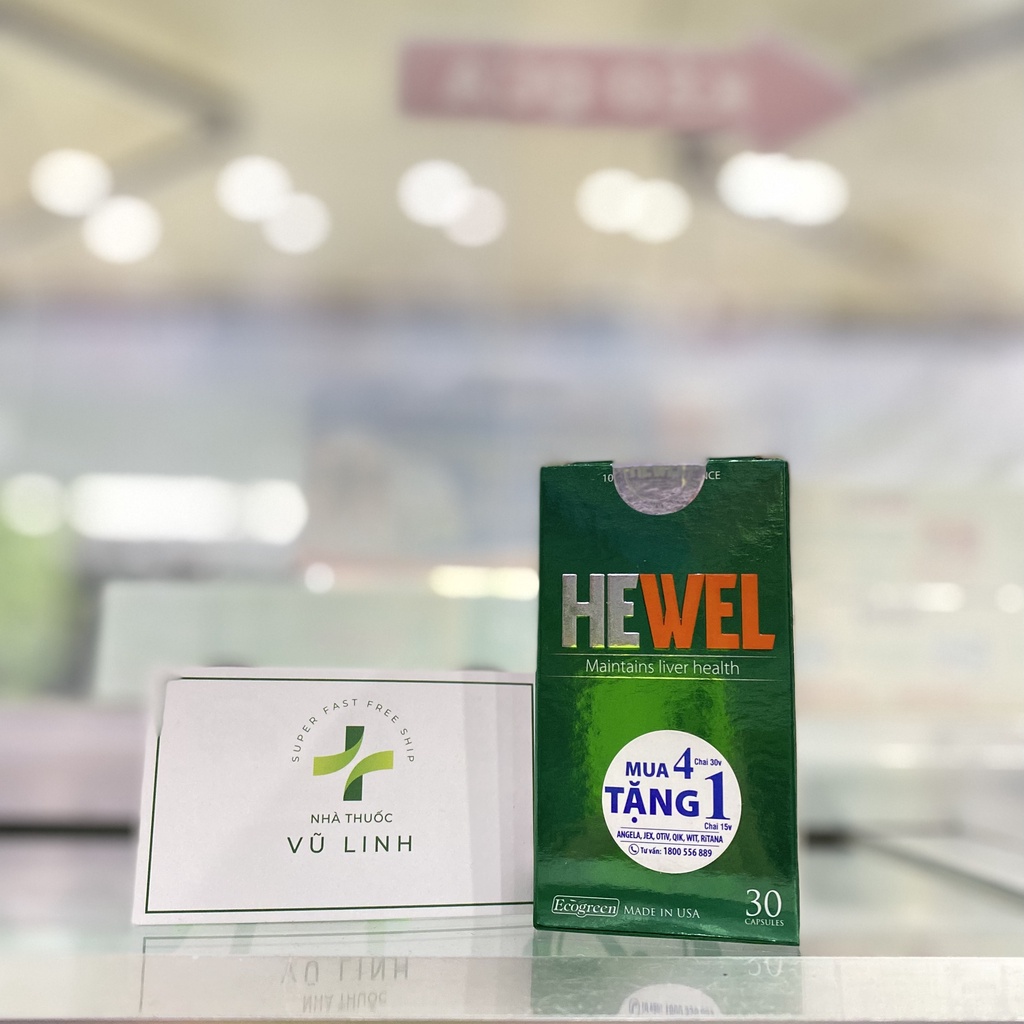 SUPER FAST FREE SHIP
NHÀ THUỐC
VŨ LINH
HEWEL
Maintains liver health
MUA 4 Chai 30v
TẶNG 1
Chai 15v
ANGELA, JEX, OTiV, QIK, WIT, RiTANA
Tư vấn: 1800 556 889
Ecogreen MADE IN USA
30
CAPSULES